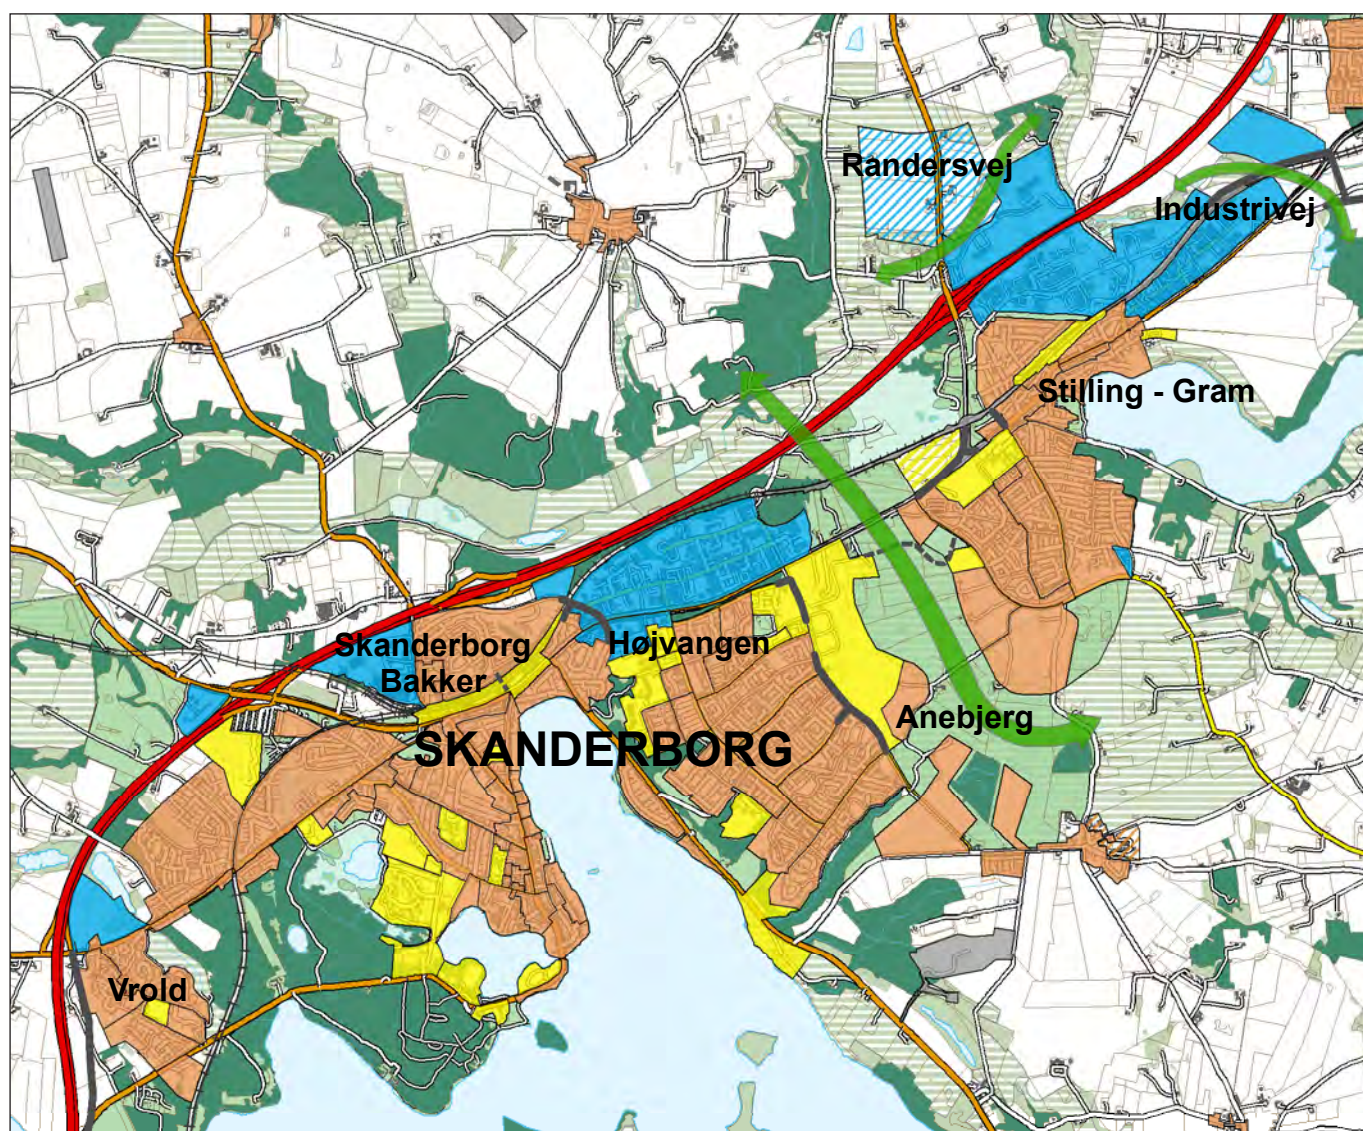 Randersvej
Industrivej
Stilling - Gram
Skanderborg
Bakker
Højvangen
Anebjerg
SKANDERBORG
Vrold